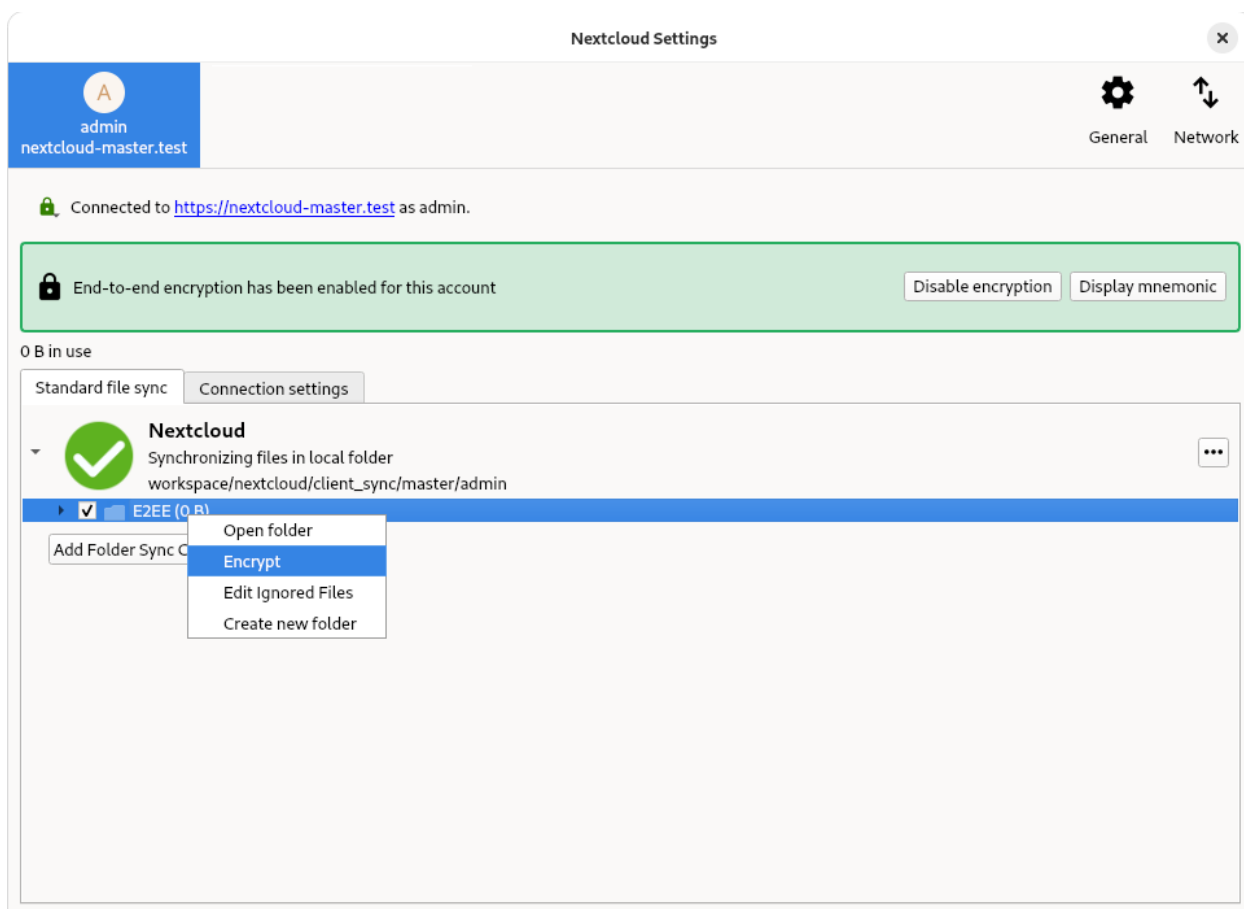 Nextcloud Settings
A
admin
nextcloud-master.test
General
Network
Connected to https://nextcloud-master.test as admin.
End-to-end encryption has been enabled for this account
Disable encryption
Display mnemonic
0 B in use
Standard file sync
Connection settings
Nextcloud
Synchronizing files in local folder
workspace/nextcloud/client_sync/master/admin
E2EE (0 B)
Add Folder Sync
Open folder
Encrypt
Edit Ignored Files
Create new folder